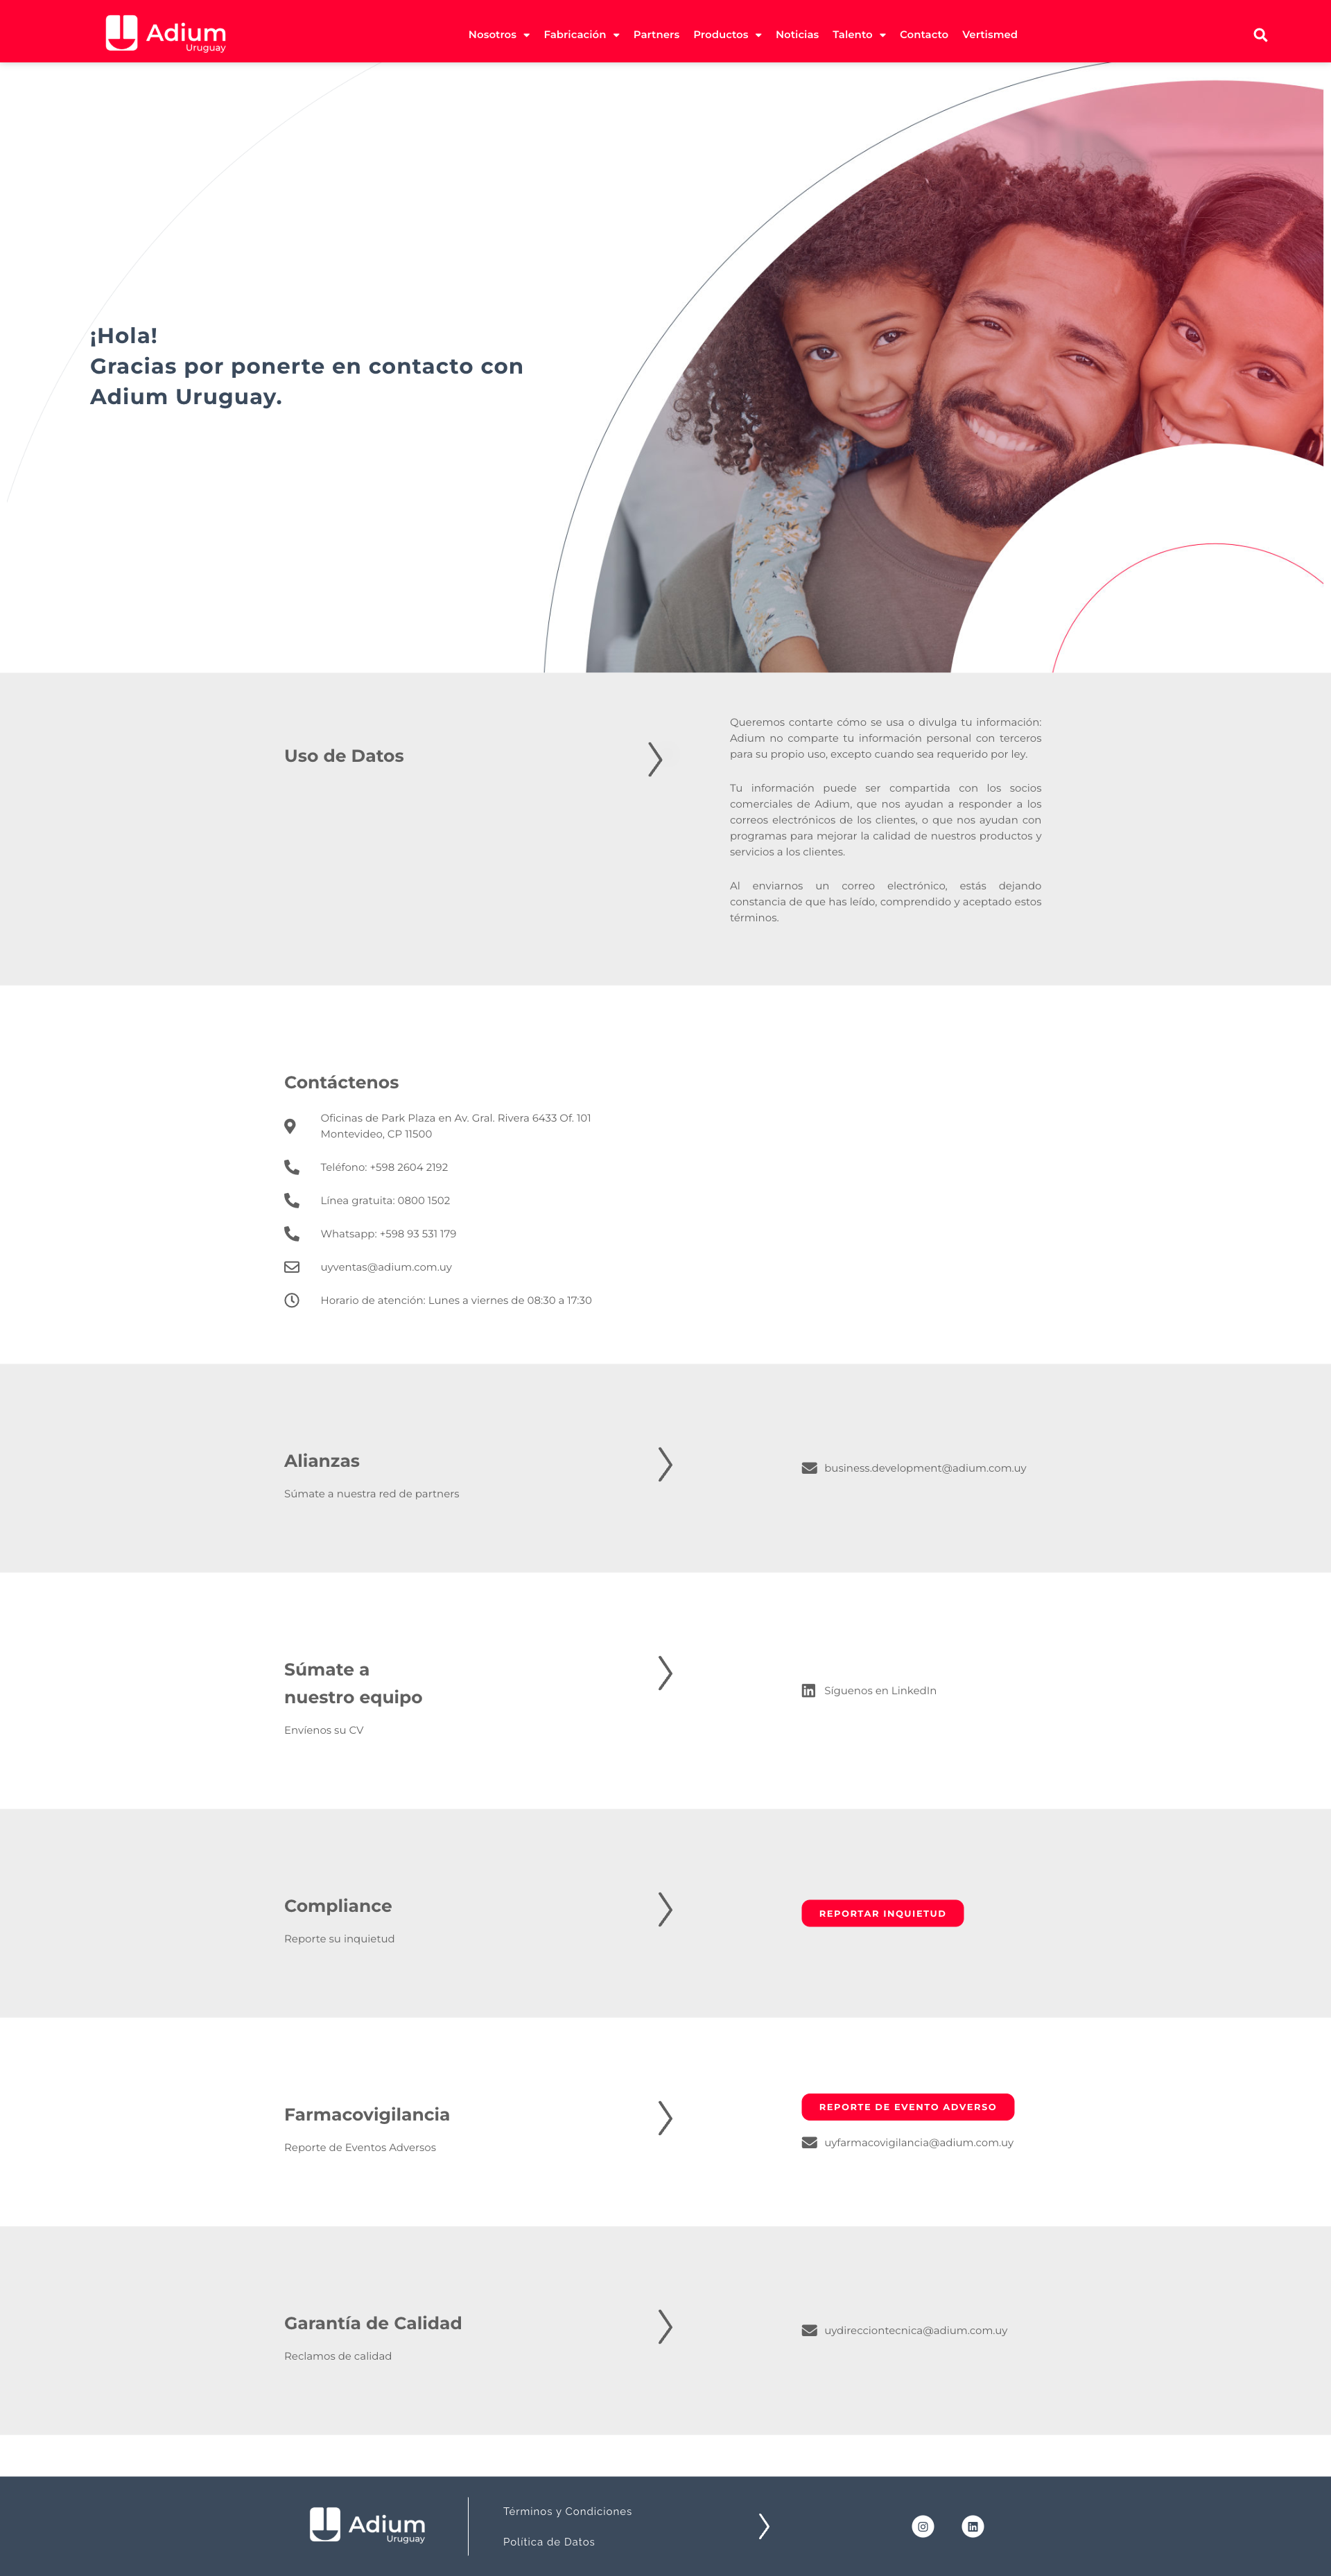 Adium
Uruguay
Nosotros
Fabricación
Partners
Productos
Noticias
Talento
Contacto
Vertismed
¡Hola!
Gracias por ponerte en contacto con
Adium Uruguay.
Uso de Datos
Queremos contarte cómo se usa o divulga tu información:
Adium no comparte tu información personal con terceros
para su propio uso, excepto cuando sea requerido por ley.
Tu información puede ser compartida con los socios
comerciales de Adium, que nos ayudan a responder a los
correos electrónicos de los clientes, o que nos ayudan con
programas para mejorar la calidad de nuestros productos y
servicios a los clientes.
Al enviarnos un correo electrónico, estás dejando
constancia de que has leído, comprendido y aceptado estos
términos.
Contáctenos
Oficinas de Park Plaza en Av. Gral. Rivera 6433 Of. 101
Montevideo, CP 11500
Teléfono: +598 2604 2192
Línea gratuita: 0800 1502
Whatsapp: +598 93 531 179
uyventas@adium.com.uy
Horario de atención: Lunes a viernes de 08:30 a 17:30
Alianzas
Súmate a nuestra red de partners
business.development@adium.com.uy
Súmate a
nuestro equipo
Envíenos su CV
Síguenos en LinkedIn
Compliance
Reporte su inquietud
REPORTAR INQUIETUD
Farmacovigilancia
Reporte de Eventos Adversos
REPORTE DE EVENTO ADVERSO
uyfarmacovigilancia@adium.com.uy
Garantía de Calidad
Reclamos de calidad
uydirecciontecnica@adium.com.uy
Adium
Uruguay
Términos y Condiciones
Política de Datos